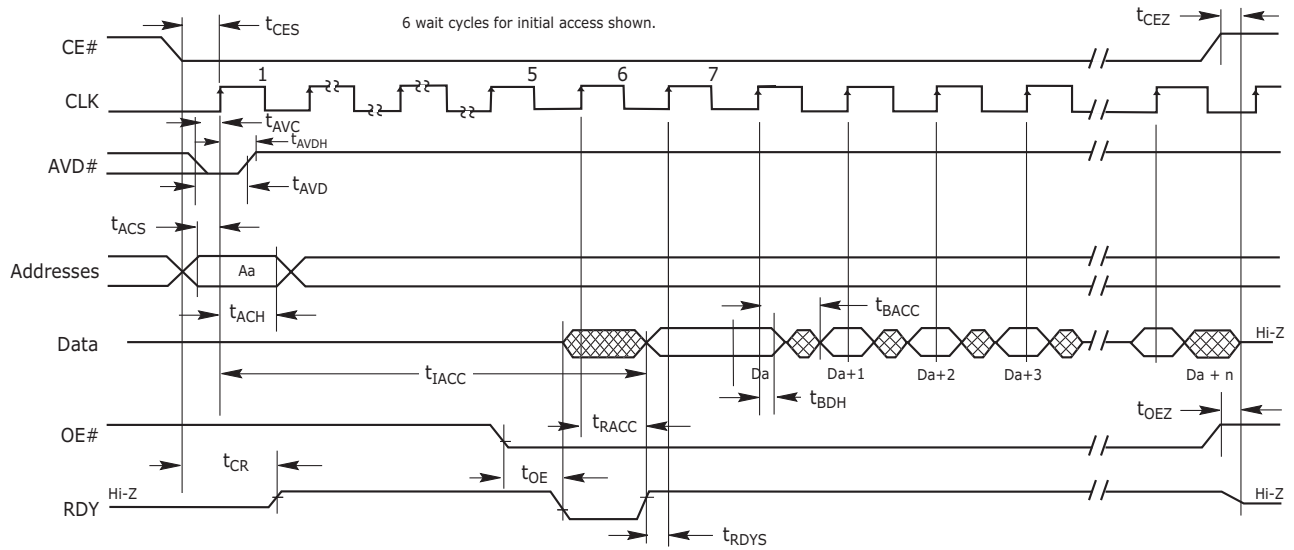 6 wait cycles for initial access shown.
tCES
tCEZ
CE#
1
5
6
7
CLK
tAVC
tAVDH
AVD#
tAVD
tACS
Addresses
Aa
tACH
tBACC
Data
Hi-Z
Da
Da+1
Da+2
Da+3
Da + n
tIACC
tBDH
tOEZ
tRACC
OE#
tCR
tOE
Hi-Z
Hi-Z
RDY
tRDYS